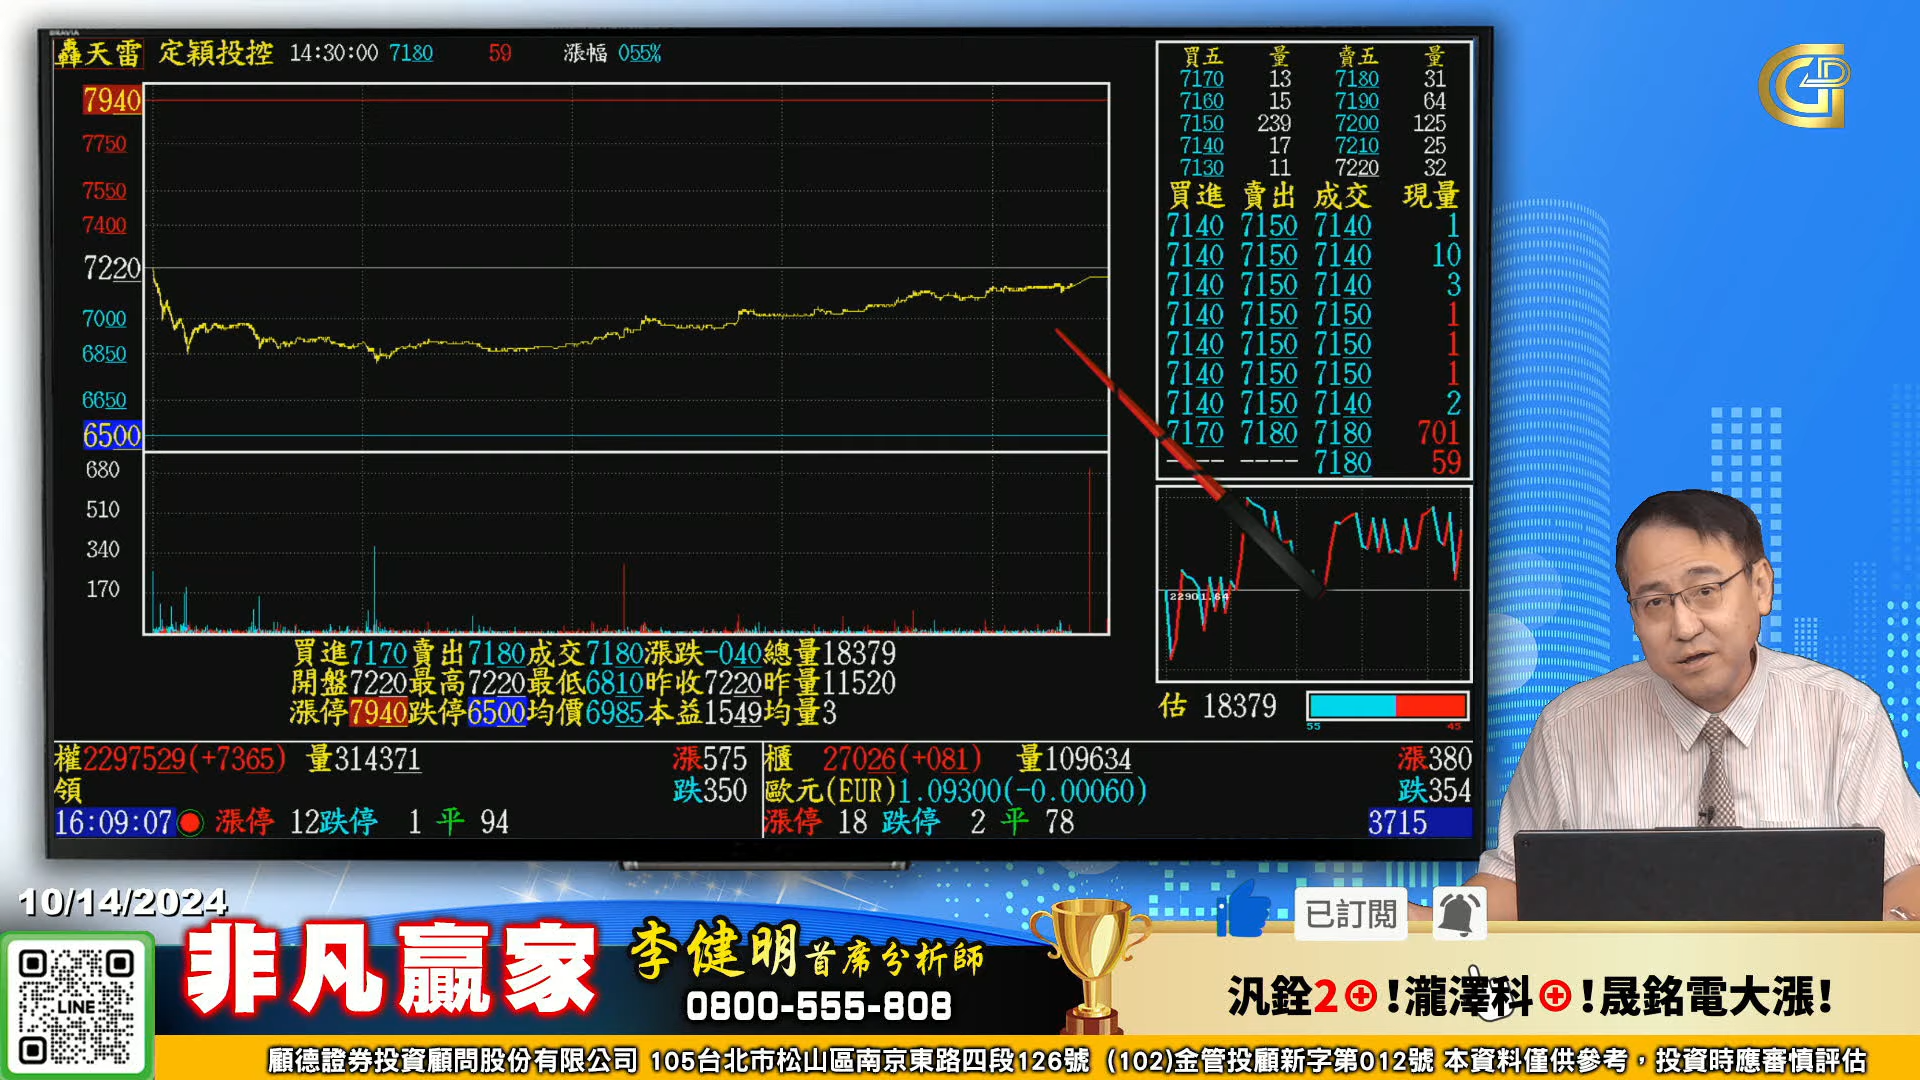 BRAVIA
轟天雷 定穎投控 14:30:00 7180 59 漲幅 055%
7940
7750
7550
7400
7220
7000
6850
6650
6500
680
510
340
170
買五 量 賣五 量
7170 13 7180 31
7160 15 7190 64
7150 239 7200 125
7140 17 7210 25
7130 11 7220 32
買進 賣出 成交 現量
7140 7150 7140 1
7140 7150 7140 10
7140 7150 7140 3
7140 7150 7150 1
7140 7150 7150 1
7140 7150 7150 1
7140 7150 7140 2
7170 7180 7180 701
---- ---- 7180 59
22901.64
估 18379
55 45
買進7170賣出7180成交7180漲跌-040總量18379
開盤7220最高7220最低6810昨收7220昨量11520
漲停7940跌停6500均價6985本益1549均量3
權2297529(+7365) 量314371 漲575
領 跌350
16:09:07 漲停 12跌停 1 平 94
櫃 27026(+081) 量109634 漲380
歐元(EUR)1.09300(-0.00060) 跌354
漲停 18 跌停 2 平 78 3715
10/14/2024
LINE
非凡贏家
李健明首席分析師
0800-555-808
已訂閱
汎銓2⊕!瀧澤科⊕!晟銘電大漲!
顧德證券投資顧問股份有限公司 105台北市松山區南京東路四段126號 (102)金管投顧新字第012號 本資料僅供參考,投資時應審慎評估